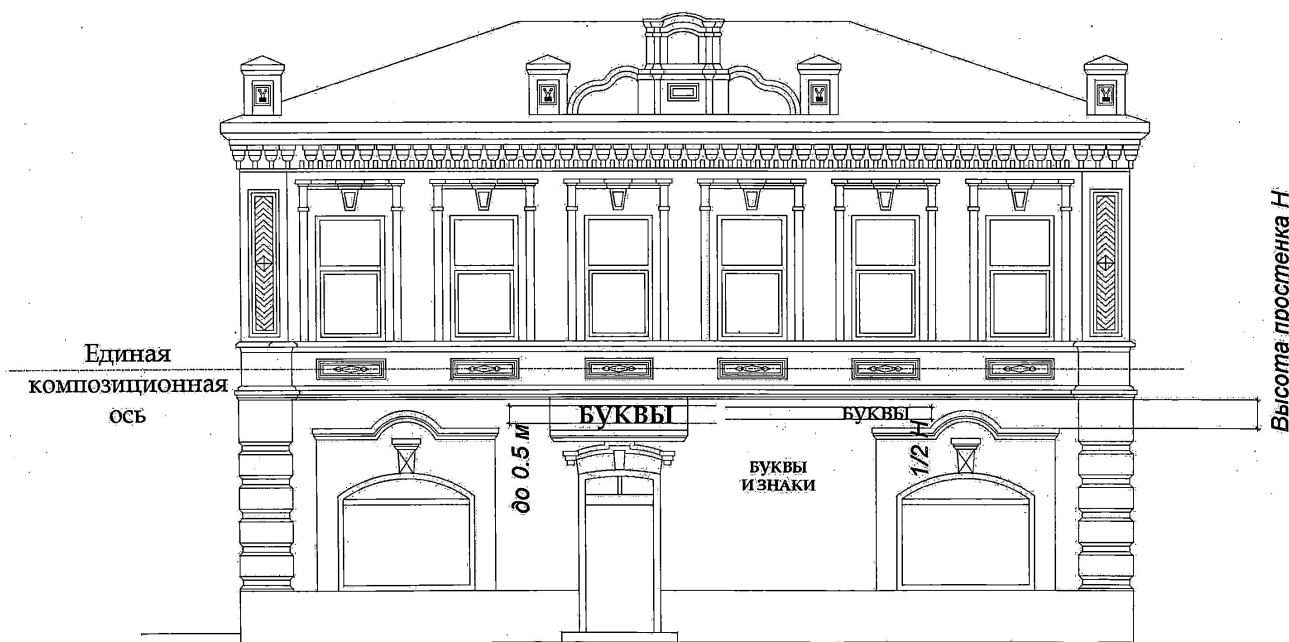 Единая
композиционная
ось
БУКВЫ
БУКВЫ
до 0.5 м
1/2 Н
БУКВЫ
И ЗНАКИ
Высота простенка Н